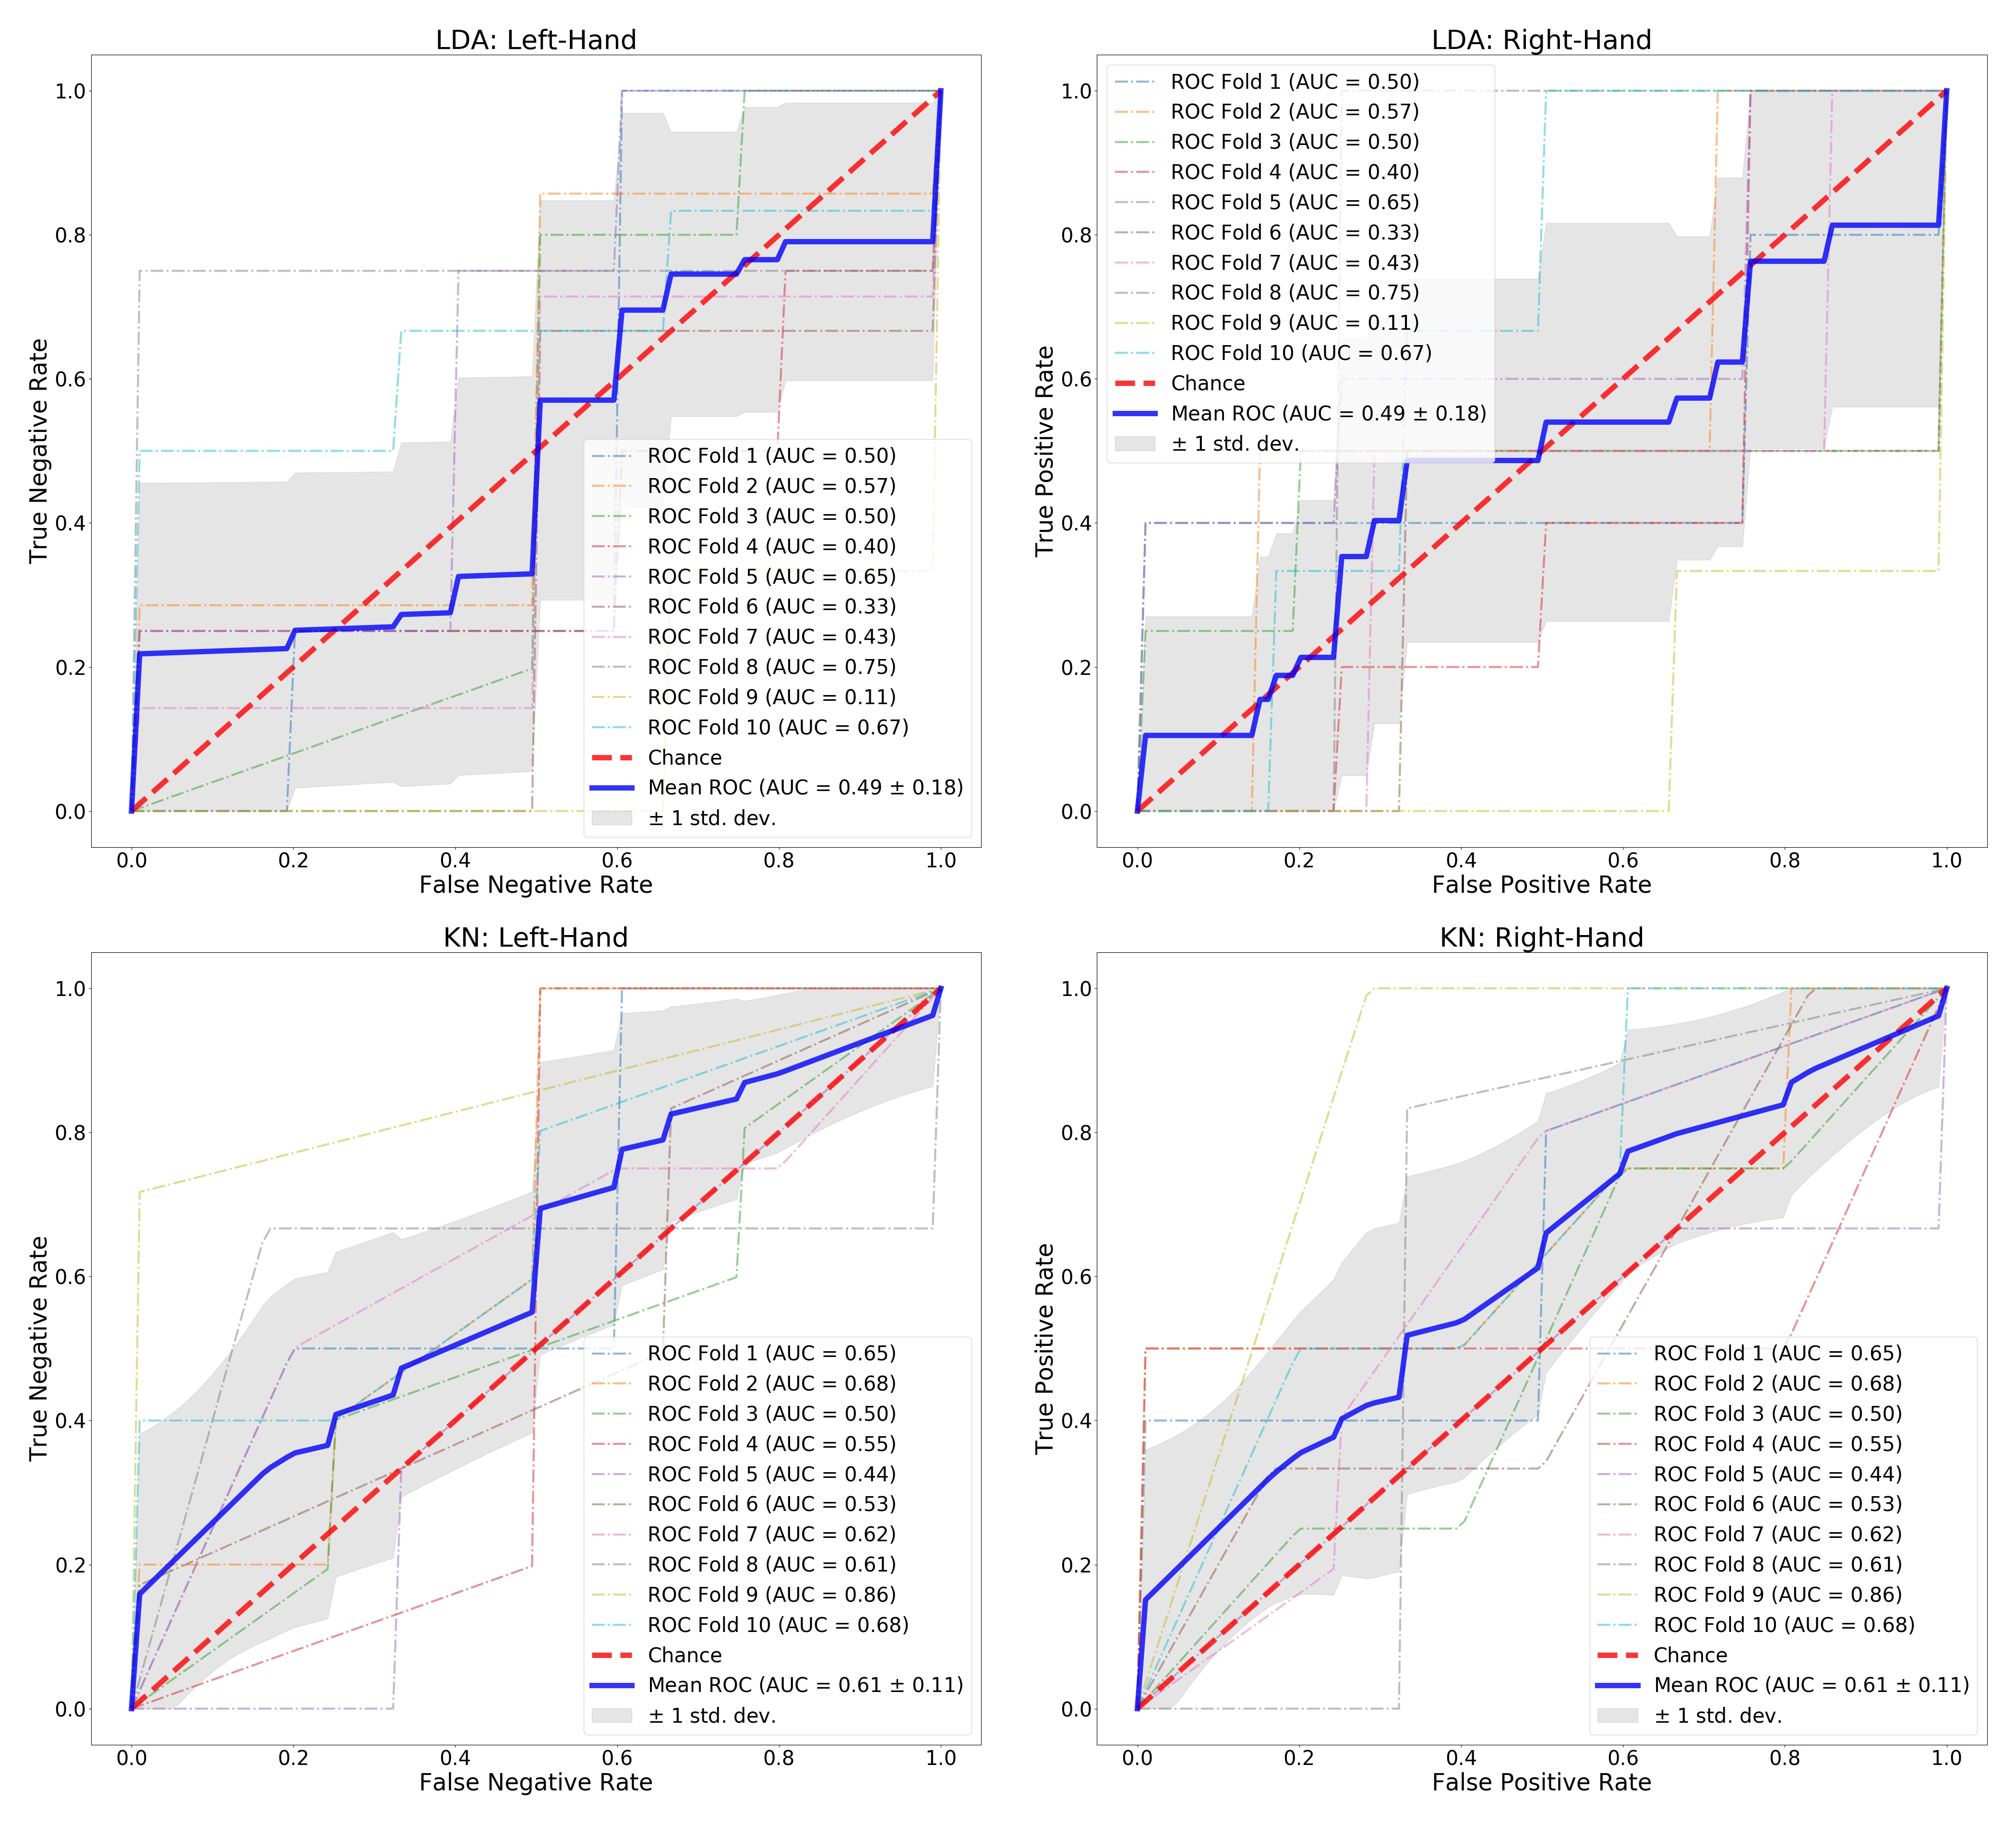 LDA: Left-Hand
True Negative Rate
1.0
0.8
0.6
0.4
0.2
0.0
ROC Fold 1 (AUC = 0.50)
ROC Fold 2 (AUC = 0.57)
ROC Fold 3 (AUC = 0.50)
ROC Fold 4 (AUC = 0.40)
ROC Fold 5 (AUC = 0.65)
ROC Fold 6 (AUC = 0.33)
ROC Fold 7 (AUC = 0.43)
ROC Fold 8 (AUC = 0.75)
ROC Fold 9 (AUC = 0.11)
ROC Fold 10 (AUC = 0.67)
Chance
Mean ROC (AUC = 0.49 ± 0.18)
± 1 std. dev.
0.0 0.2 0.4 0.6 0.8 1.0
False Negative Rate
LDA: Right-Hand
True Positive Rate
1.0
0.8
0.6
0.4
0.2
0.0
ROC Fold 1 (AUC = 0.50)
ROC Fold 2 (AUC = 0.57)
ROC Fold 3 (AUC = 0.50)
ROC Fold 4 (AUC = 0.40)
ROC Fold 5 (AUC = 0.65)
ROC Fold 6 (AUC = 0.33)
ROC Fold 7 (AUC = 0.43)
ROC Fold 8 (AUC = 0.75)
ROC Fold 9 (AUC = 0.11)
ROC Fold 10 (AUC = 0.67)
Chance
Mean ROC (AUC = 0.49 ± 0.18)
± 1 std. dev.
0.0 0.2 0.4 0.6 0.8 1.0
False Positive Rate
KN: Left-Hand
True Negative Rate
1.0
0.8
0.6
0.4
0.2
0.0
ROC Fold 1 (AUC = 0.65)
ROC Fold 2 (AUC = 0.68)
ROC Fold 3 (AUC = 0.50)
ROC Fold 4 (AUC = 0.55)
ROC Fold 5 (AUC = 0.44)
ROC Fold 6 (AUC = 0.53)
ROC Fold 7 (AUC = 0.62)
ROC Fold 8 (AUC = 0.61)
ROC Fold 9 (AUC = 0.86)
ROC Fold 10 (AUC = 0.68)
Chance
Mean ROC (AUC = 0.61 ± 0.11)
± 1 std. dev.
0.0 0.2 0.4 0.6 0.8 1.0
False Negative Rate
KN: Right-Hand
True Positive Rate
1.0
0.8
0.6
0.4
0.2
0.0
ROC Fold 1 (AUC = 0.65)
ROC Fold 2 (AUC = 0.68)
ROC Fold 3 (AUC = 0.50)
ROC Fold 4 (AUC = 0.55)
ROC Fold 5 (AUC = 0.44)
ROC Fold 6 (AUC = 0.53)
ROC Fold 7 (AUC = 0.62)
ROC Fold 8 (AUC = 0.61)
ROC Fold 9 (AUC = 0.86)
ROC Fold 10 (AUC = 0.68)
Chance
Mean ROC (AUC = 0.61 ± 0.11)
± 1 std. dev.
0.0 0.2 0.4 0.6 0.8 1.0
False Positive Rate